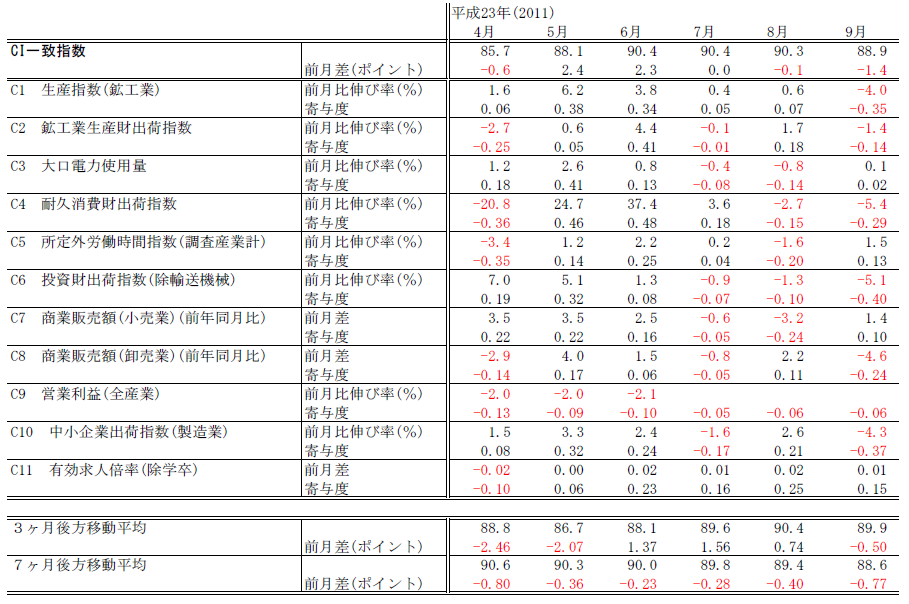 平成23年(2011)
4月 5月 6月 7月 8月 9月
CI一致指数 85.7 88.1 90.4 90.4 90.3 88.9
前月差(ポイント) -0.6 2.4 2.3 0.0 -0.1 -1.4
C1 生産指数(鉱工業) 前月比伸び率(%) 1.6 6.2 3.8 0.4 0.6 -4.0
寄与度 0.06 0.38 0.34 0.05 0.07 -0.35
C2 鉱工業生産財出荷指数 前月比伸び率(%) -2.7 0.6 4.4 -0.1 1.7 -1.4
寄与度 -0.25 0.05 0.41 -0.01 0.18 -0.14
C3 大口電力使用量 前月比伸び率(%) 1.2 2.6 0.8 -0.4 -0.8 0.1
寄与度 0.18 0.41 0.13 -0.08 -0.14 0.02
C4 耐久消費財出荷指数 前月比伸び率(%) -20.8 24.7 37.4 3.6 -2.7 -5.4
寄与度 -0.36 0.46 0.48 0.18 -0.15 -0.29
C5 所定外労働時間指数(調査産業計) 前月比伸び率(%) -3.4 1.2 2.2 0.2 -1.6 1.5
寄与度 -0.35 0.14 0.25 0.04 -0.20 0.13
C6 投資財出荷指数(除輸送機械) 前月比伸び率(%) 7.0 5.1 1.3 -0.9 -1.3 -5.1
寄与度 0.19 0.32 0.08 -0.07 -0.10 -0.40
C7 商業販売額(小売業)(前年同月比) 前月差 3.5 3.5 2.5 -0.6 -3.2 1.4
寄与度 0.22 0.22 0.16 -0.05 -0.24 0.10
C8 商業販売額(卸売業)(前年同月比) 前月差 -2.9 4.0 1.5 -0.8 2.2 -4.6
寄与度 -0.14 0.17 0.06 -0.05 0.11 -0.24
C9 営業利益(全産業) 前月比伸び率(%) -2.0 -2.0 -2.1
寄与度 -0.13 -0.09 -0.10 -0.05 -0.06 -0.06
C10 中小企業出荷指数(製造業) 前月比伸び率(%) 1.5 3.3 2.4 -1.6 2.6 -4.3
寄与度 0.08 0.32 0.24 -0.17 0.21 -0.37
C11 有効求人倍率(除学卒) 前月差 -0.02 0.00 0.02 0.01 0.02 0.01
寄与度 -0.10 0.06 0.23 0.16 0.25 0.15
3ヶ月後方移動平均 88.8 86.7 88.1 89.6 90.4 89.9
前月差(ポイント) -2.46 -2.07 1.37 1.56 0.74 -0.50
7ヶ月後方移動平均 90.6 90.3 90.0 89.8 89.4 88.6
前月差(ポイント) -0.80 -0.36 -0.23 -0.28 -0.40 -0.77